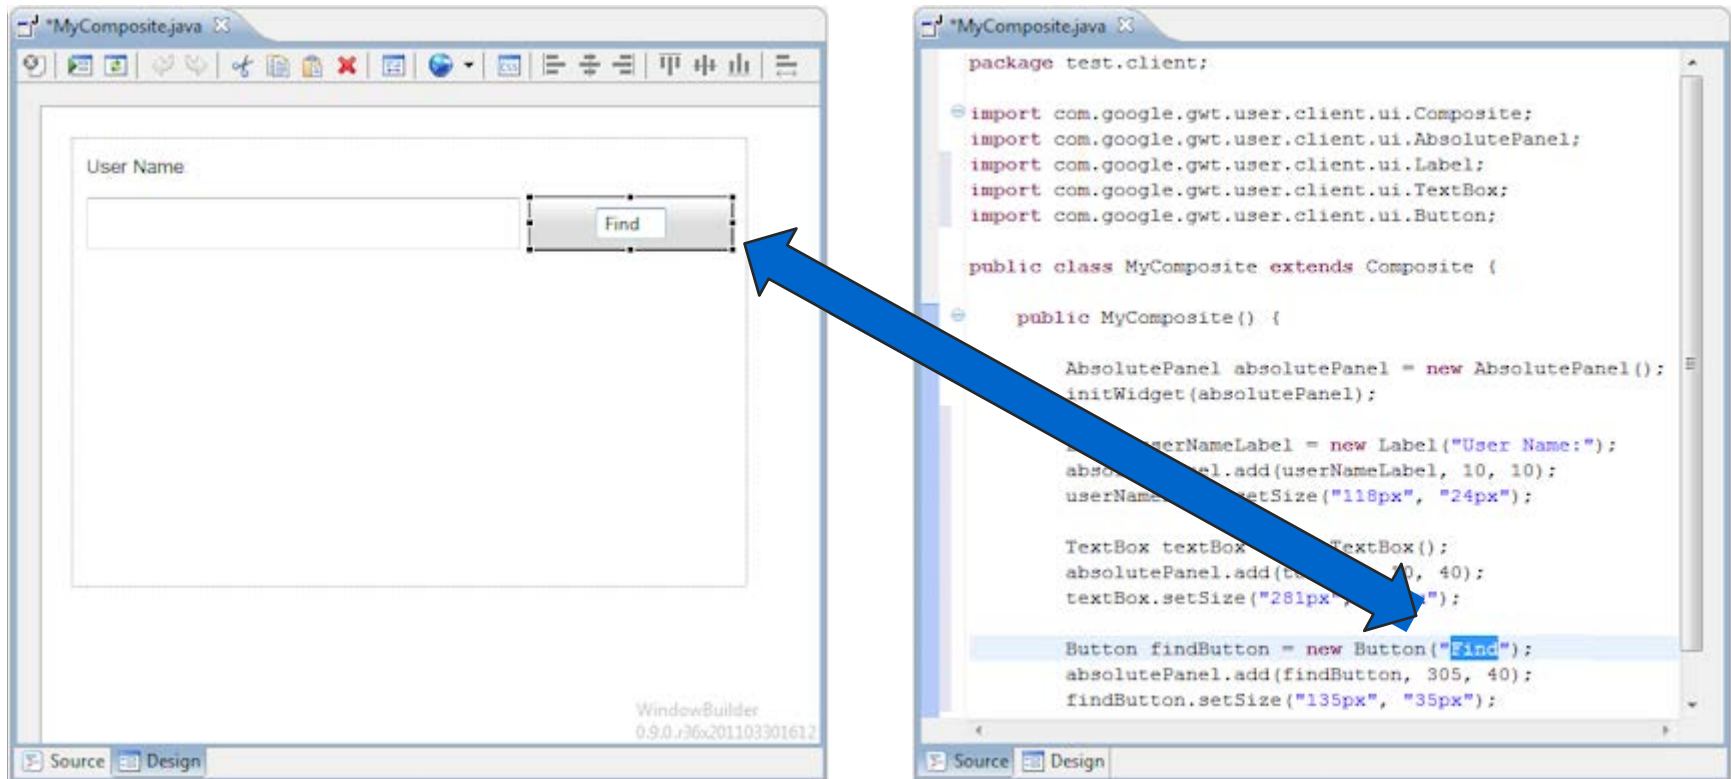 *MyComposite.java
User Name
Find
WindowBuilder
0.9.0.r36x201103301612
Source
Design
*MyComposite.java
package test.client;
import com.google.gwt.user.client.ui.Composite;
import com.google.gwt.user.client.ui.AbsolutePanel;
import com.google.gwt.user.client.ui.Label;
import com.google.gwt.user.client.ui.TextBox;
import com.google.gwt.user.client.ui.Button;
public class MyComposite extends Composite {
public MyComposite() {
AbsolutePanel absolutePanel = new AbsolutePanel();
initWidget(absolutePanel);
userNameLabel = new Label("User Name:");
.add(userNameLabel, 10, 10);
setSize("118px", "24px");
TextBox textBox TextBox();
absolutePanel.add( , 40);
textBox.setSize("281px", ");
Button findButton = new Button("Find");
absolutePanel.add(findButton, 305, 40);
findButton.setSize("135px", "35px");
Source
Design